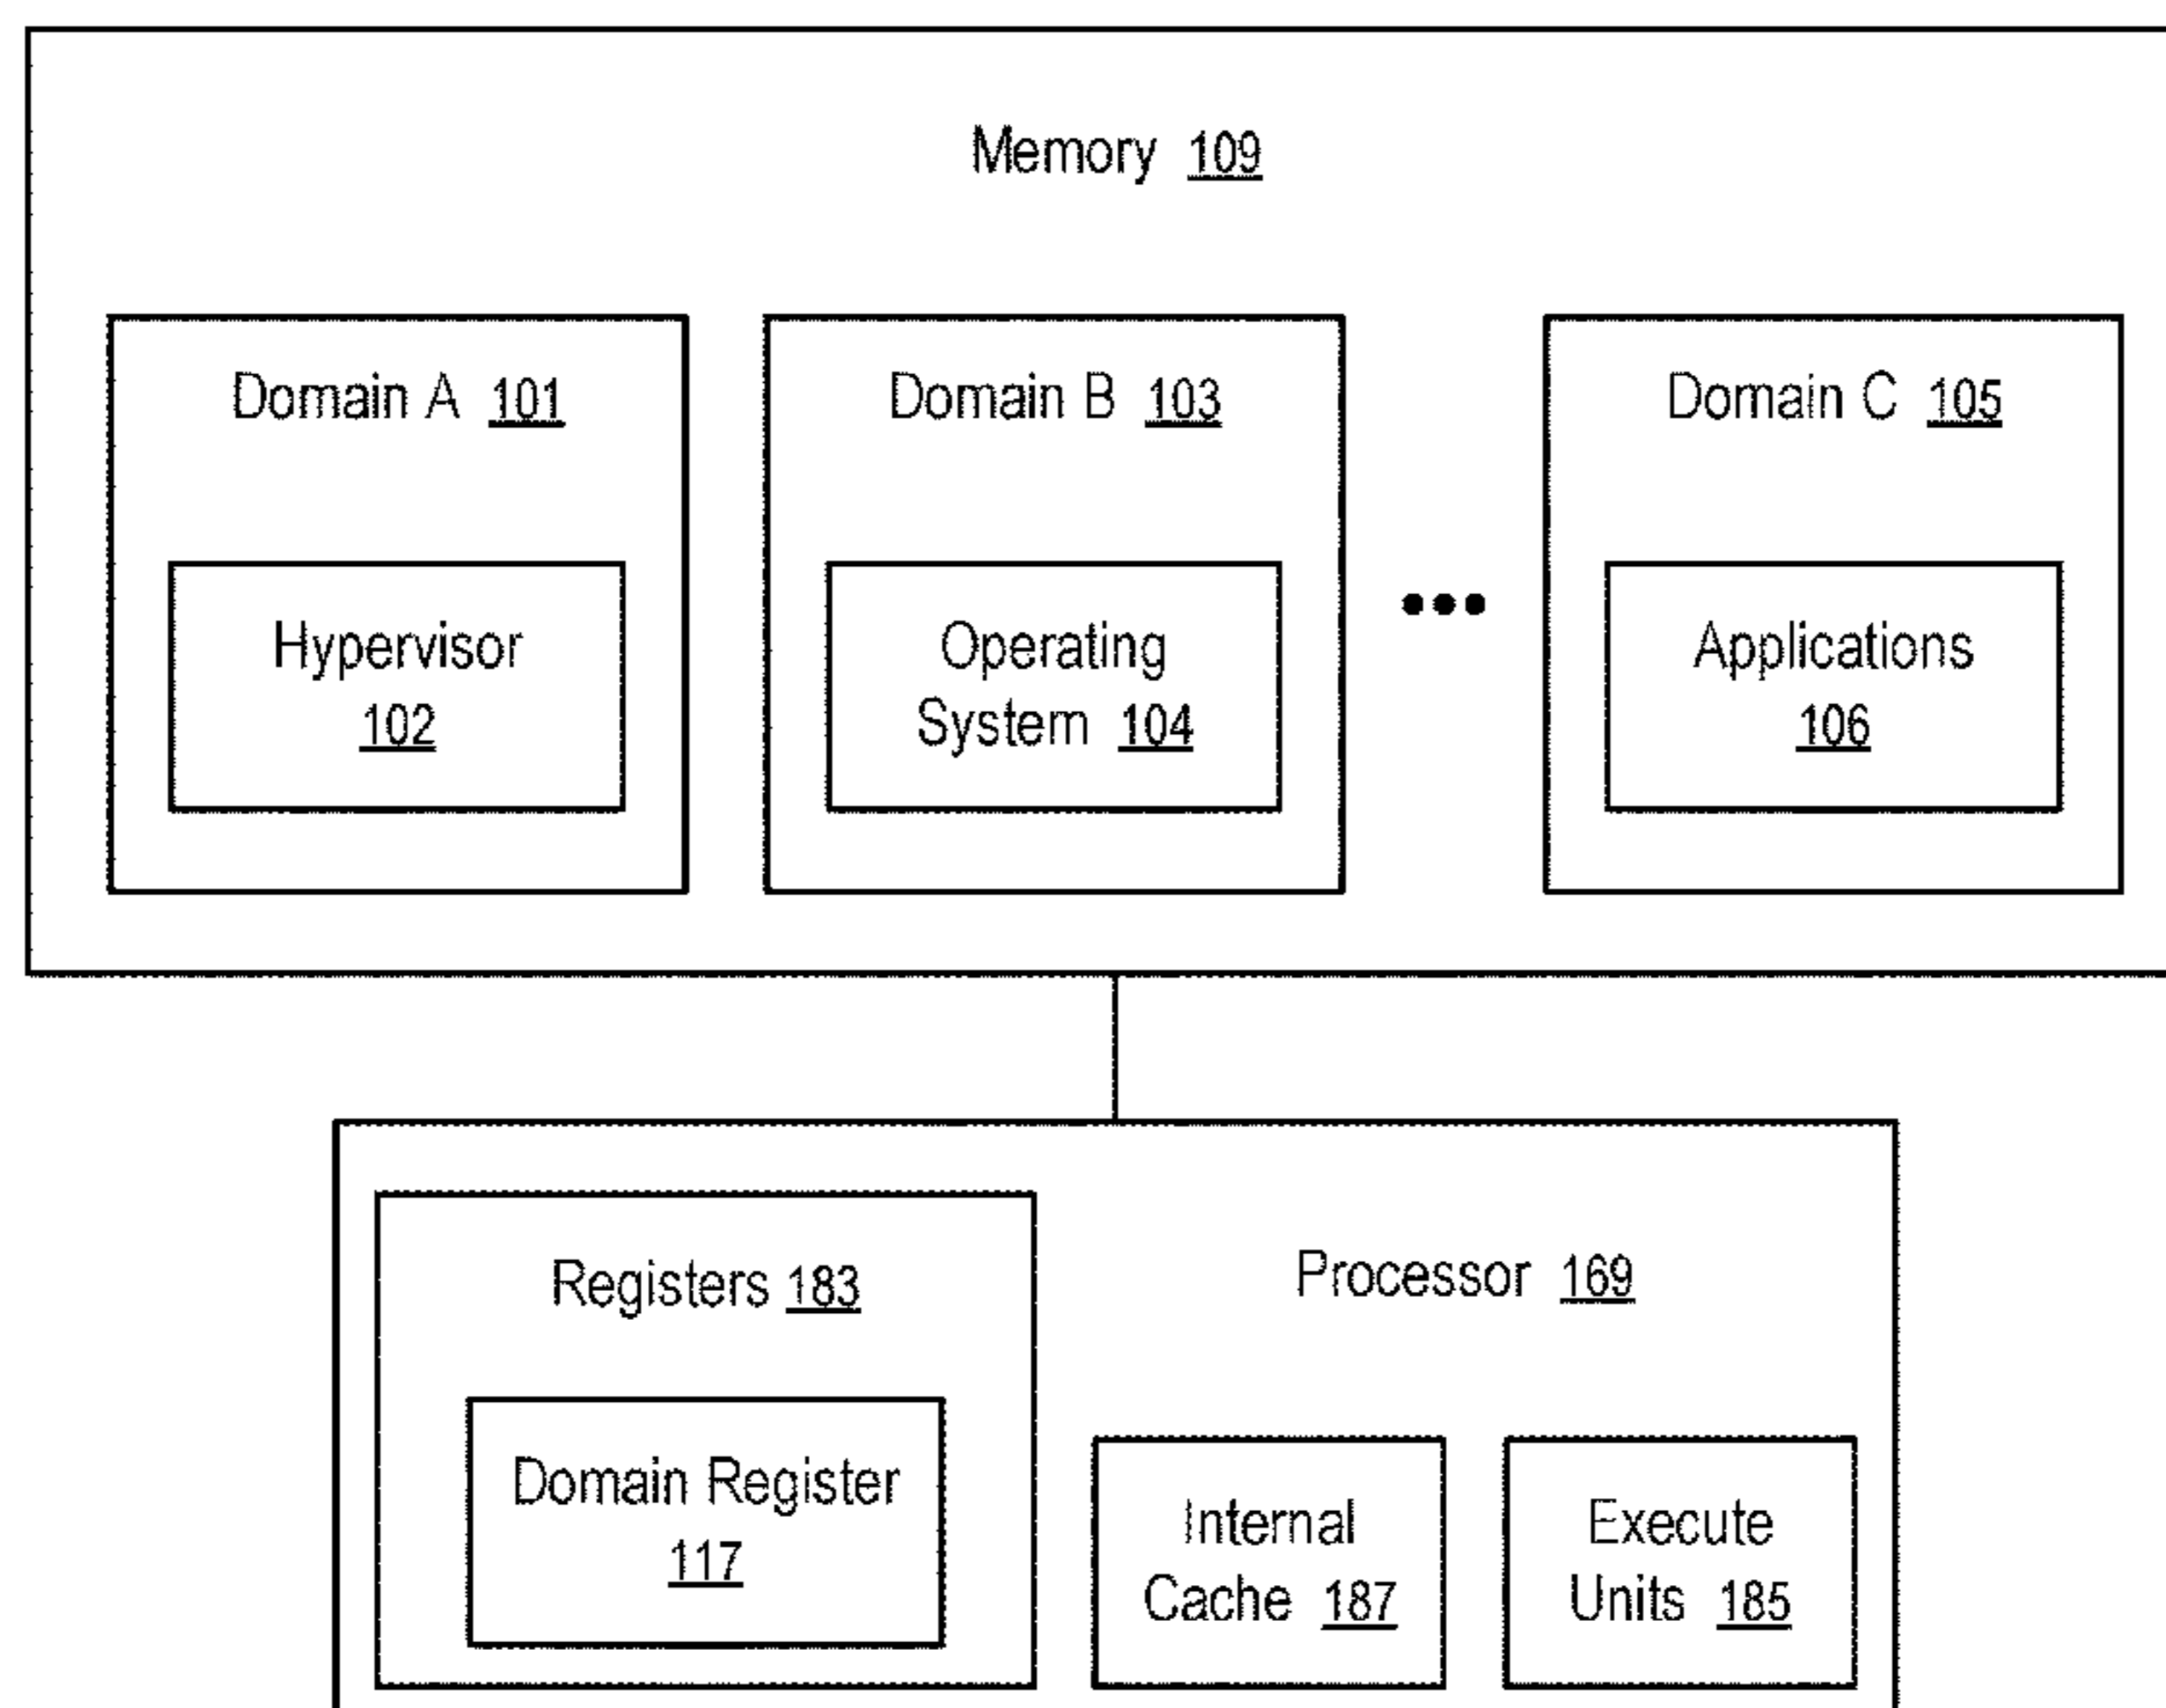 Memory 109
Domain A 101
Domain B 103
Domain C 105
Hypervisor
102
Operating
System 104
Applications
106
Registers 183
Processor 169
Domain Register
117
Internal
Cache 187
Execute
Units 185